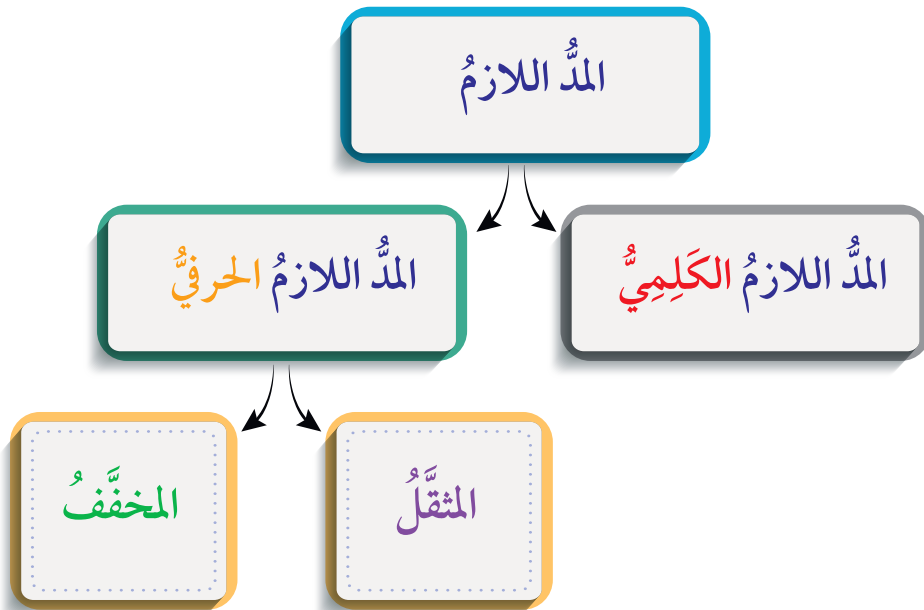 المدُّ اللازمُ
المدُّ اللازمُ الكَلِمِيُّ
المدُّ اللازمُ الحرفيُّ
المثقَّلُ
المخفَّفُ